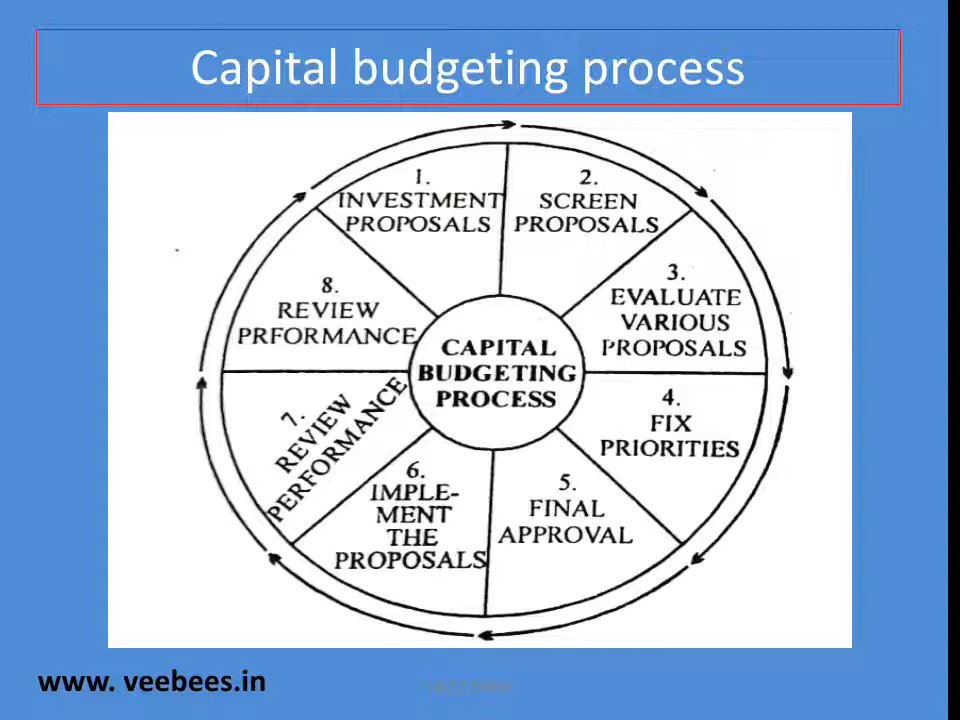 Capital budgeting process
1.
INVESTMENT
PROPOSALS
2.
SCREEN
PROPOSALS
3.
EVALUATE
VARIOUS
PROPOSALS
4.
FIX
PRIORITIES
5.
FINAL
APPROVAL
6.
IMPLE-
MENT
THE
PROPOSALS
7.
REVIEW
PERFORMANCE
8.
REVIEW
PRFORMANCE
CAPITAL
BUDGETING
PROCESS
www. veebees.in